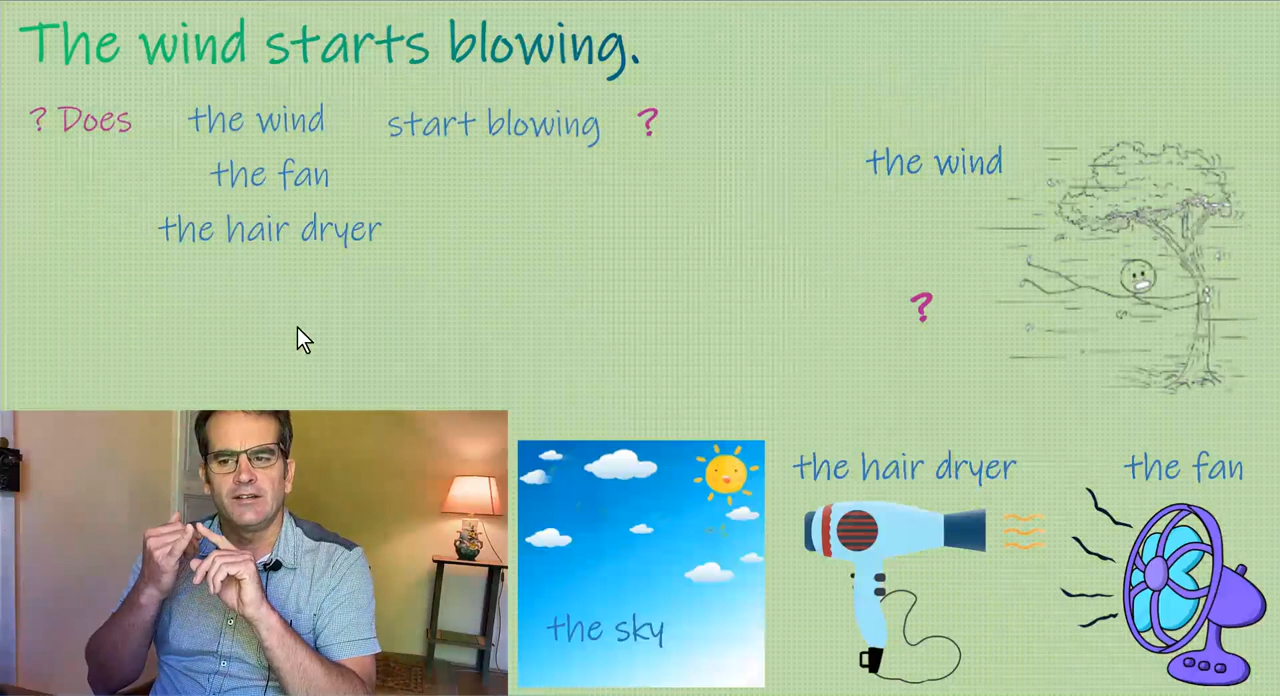 The wind starts blowing.
? Does the wind start blowing ?
the fan
the hair dryer
the wind
?
the hair dryer
the fan
the sky